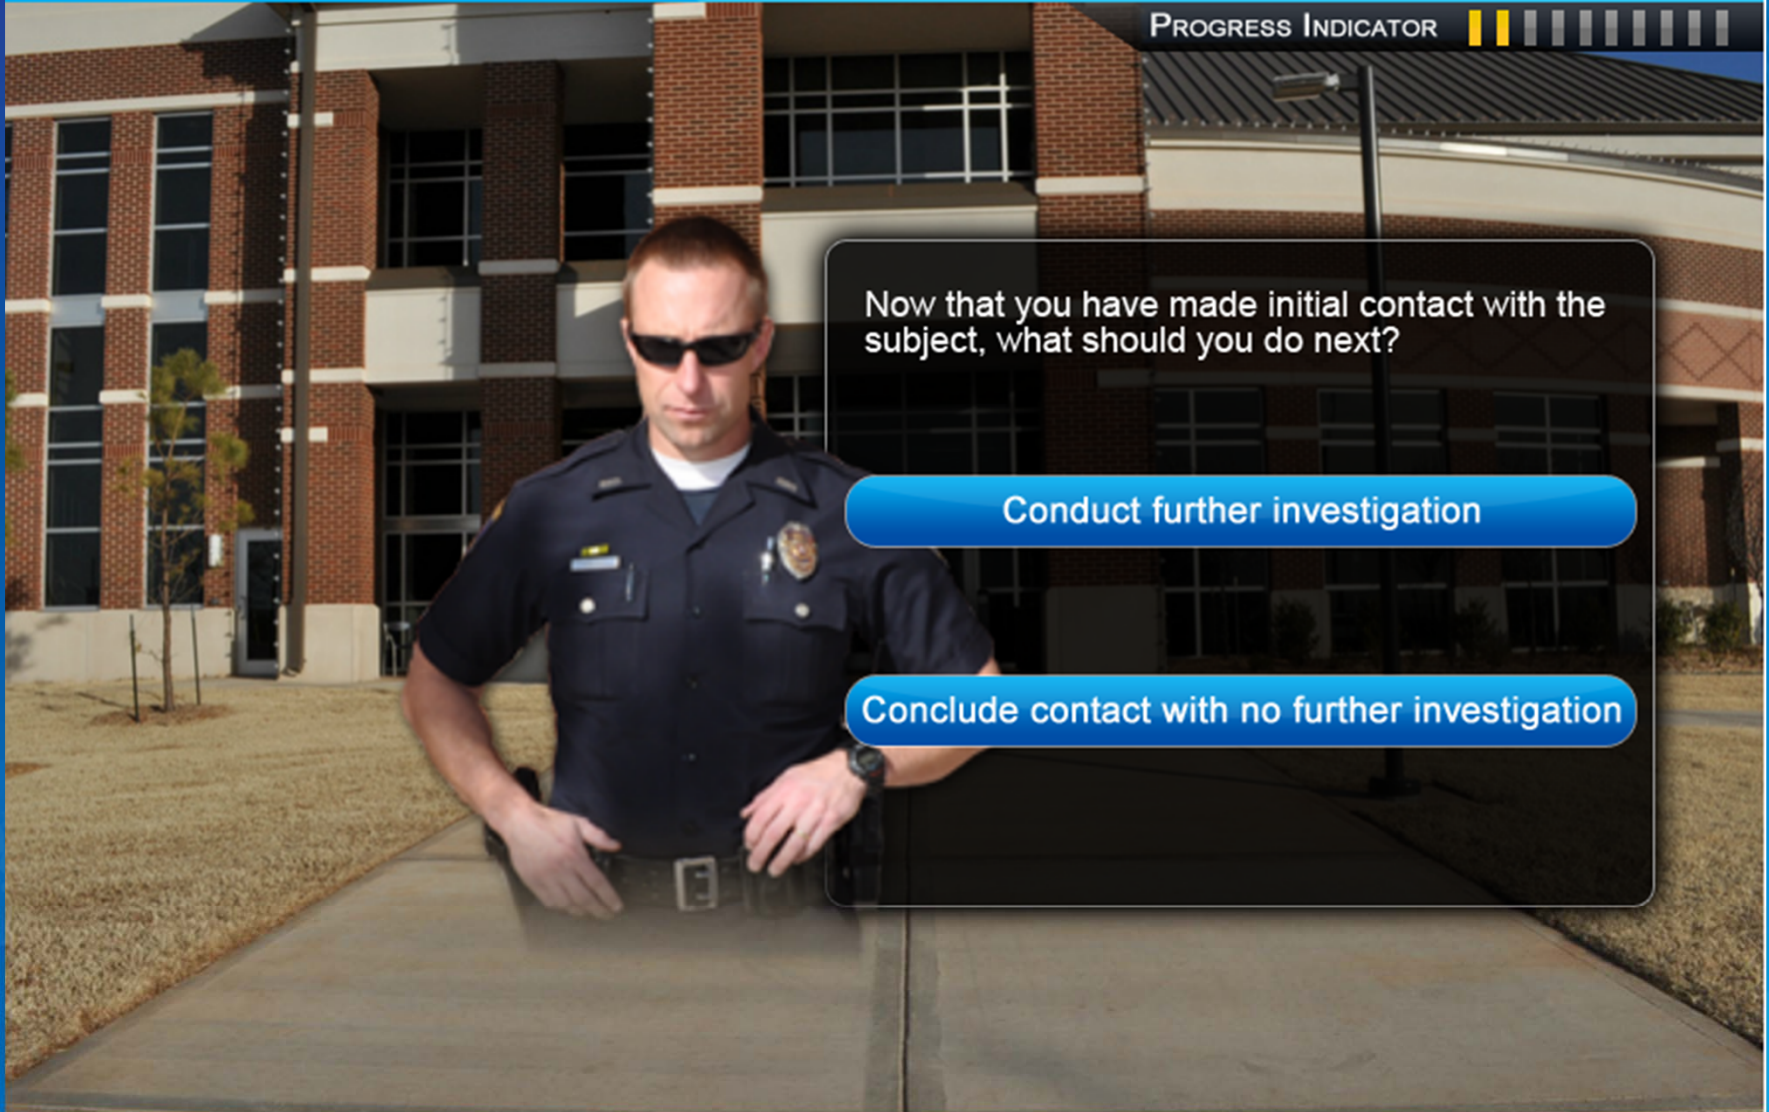 PROGRESS INDICATOR
Now that you have made initial contact with the
subject, what should you do next?
Conduct further investigation
Conclude contact with no further investigation